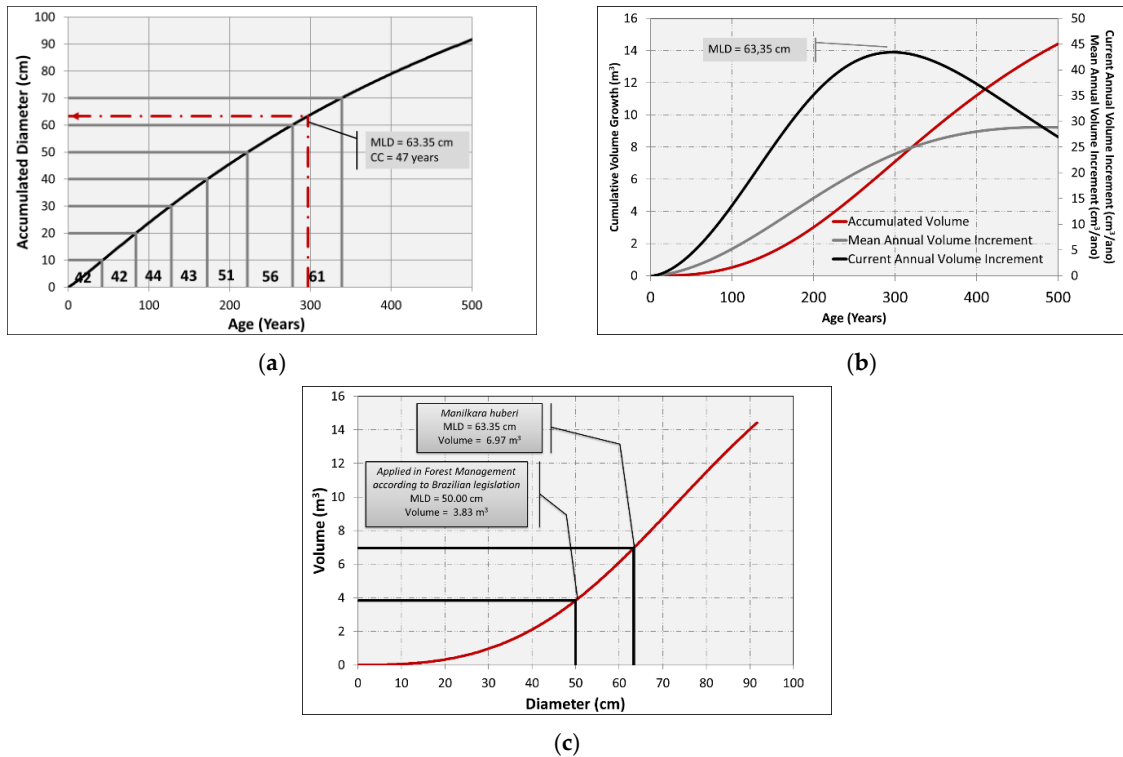 100
90
80
70
60
50
40
30
20
10
0
Accumulated Diameter (cm)
MLD = 63.35 cm
CC = 47 years
42 42 44 43 51 56 61
0 100 200 300 400 500
Age (Years)
(a)
16
14
12
10
8
6
4
2
0
Cumulative Volume Growth (m³)
MLD = 63,35 cm
Accumulated Volume
Mean Annual Volume Increment
Current Annual Volume Increment
50
45
40
35
30
25
20
15
10
5
0
Current Annual Volume Increment (cm³/ano)
Mean Annual Volume Increment (cm³/ano)
0 100 200 300 400 500
Age (Years)
(b)
16
14
12
10
8
6
4
2
0
Volume (m³)
Manilkara huberi
MLD = 63.35 cm
Volume = 6.97 m³
Applied in Forest Management
according to Brazilian legislation
MLD = 50.00 cm
Volume = 3.83 m³
0 10 20 30 40 50 60 70 80 90 100
Diameter (cm)
(c)